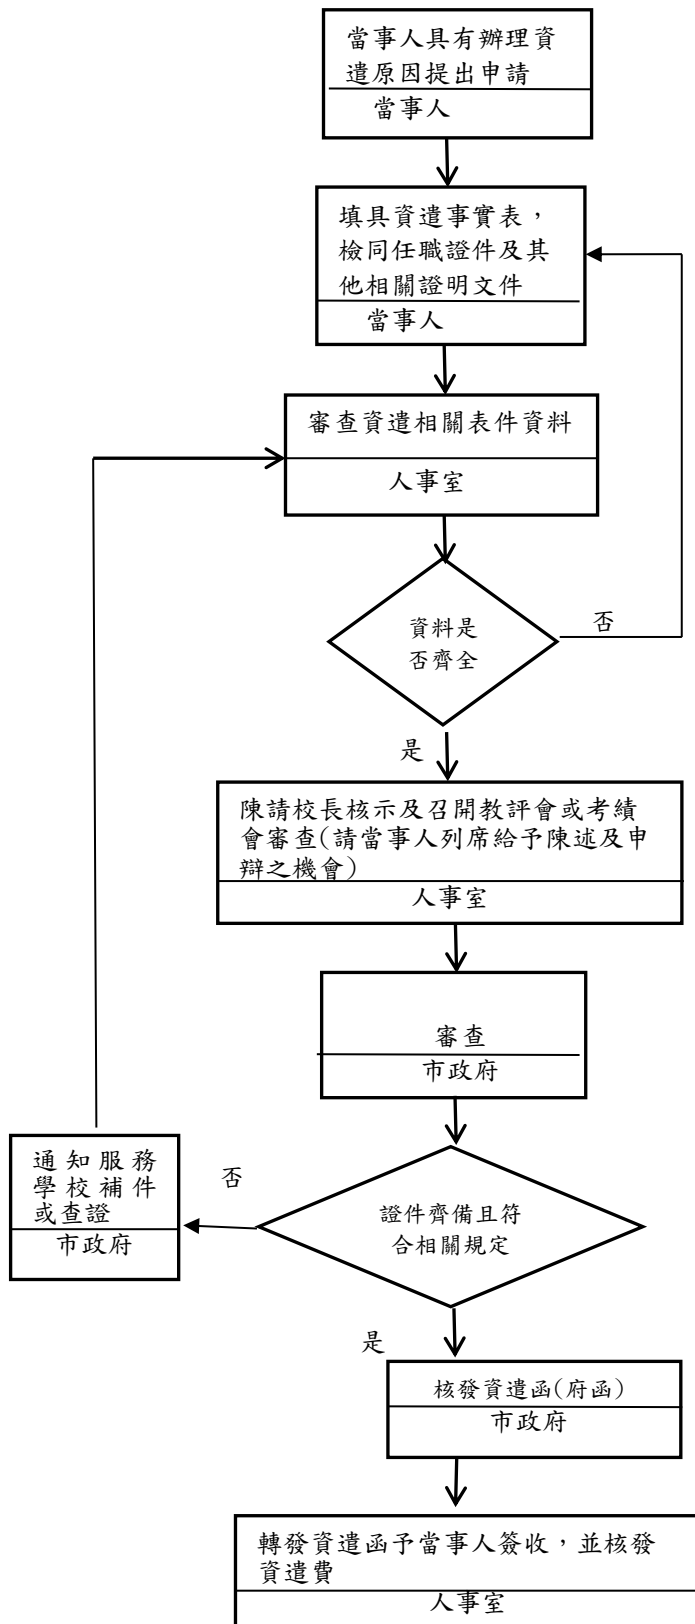 當事人具有辦理資
遣原因提出申請
當事人
填具資遣事實表，
檢同任職證件及其
他相關證明文件
當事人
審查資遣相關表件資料
人事室
資料是
否齊全
否
是
陳請校長核示及召開教評會或考績
會審查(請當事人列席給予陳述及申
辯之機會)
人事室
審查
市政府
通知服務
學校補件
或查證
市政府
否
證件齊備且符
合相關規定
是
核發資遣函(府函)
市政府
轉發資遣函予當事人簽收，並核發
資遣費
人事室